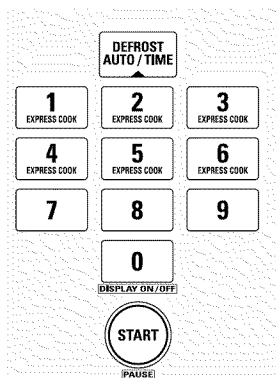 DEFROST
AUTO / TIME
1 2 3
EXPRESS COOK EXPRESS COOK EXPRESS COOK
4 5 6
EXPRESS COOK EXPRESS COOK EXPRESS COOK
7 8 9
0
DISPLAY ON/OFF
START
PAUSE